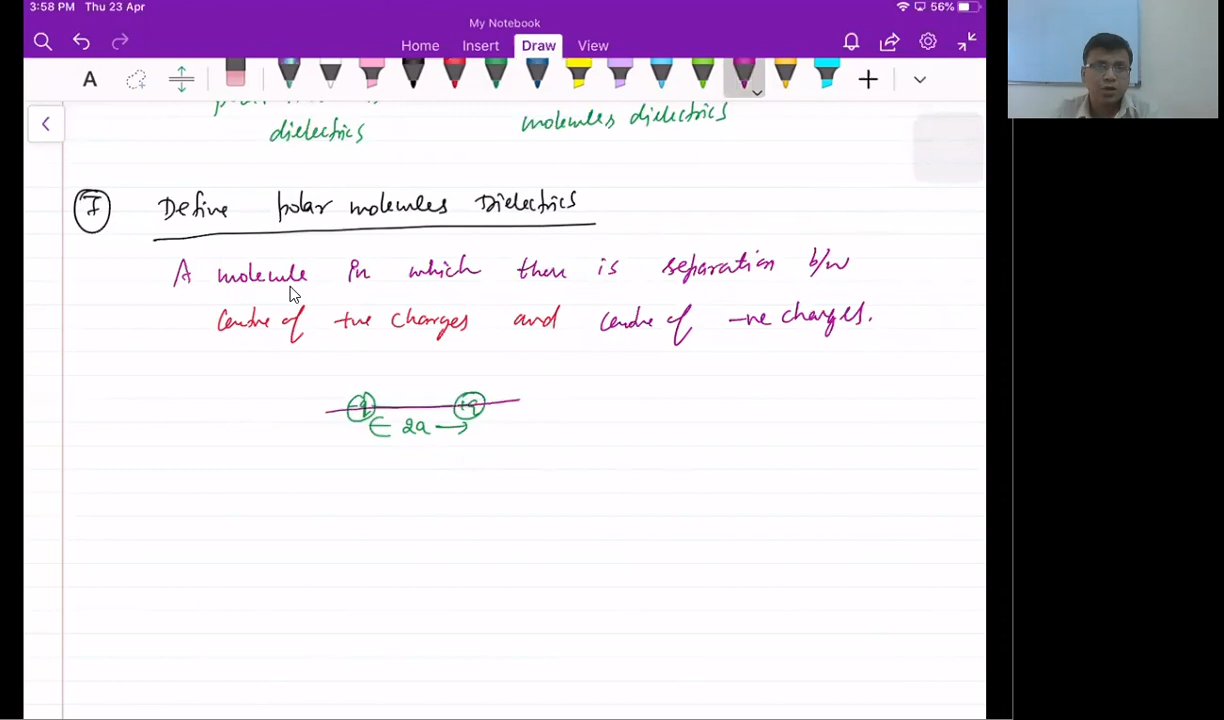 3:58 PM Thu 23 Apr
56%
My Notebook
Home Insert Draw View
A
dielectrics
molecules dielectrics
7 Define polar molecules Dielectrics
A molecule in which there is separation b/w
centre of +ve charges and centre of -ve charges.
-q +q
2a